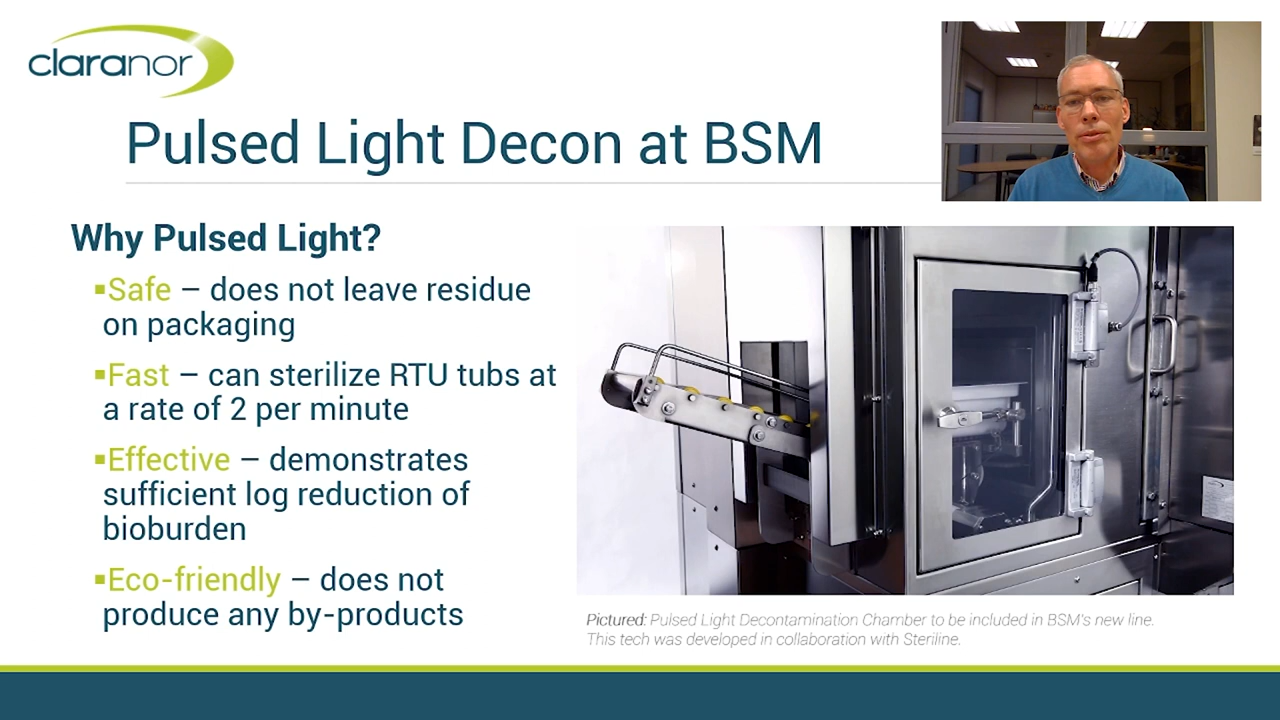 claranor
Pulsed Light Decon at BSM
Why Pulsed Light?
▪Safe – does not leave residue
on packaging
▪Fast – can sterilize RTU tubs at
a rate of 2 per minute
▪Effective – demonstrates
sufficient log reduction of
bioburden
▪Eco-friendly – does not
produce any by-products
Pictured: Pulsed Light Decontamination Chamber to be included in BSM's new line.
This tech was developed in collaboration with Steriline.